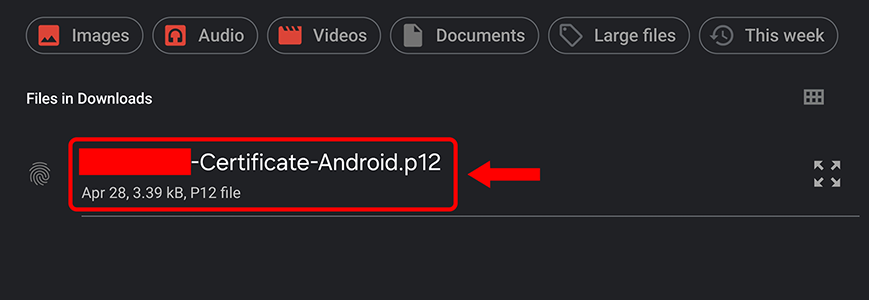 Images Audio Videos Documents Large files This week
Files in Downloads
-Certificate-Android.p12
Apr 28, 3.39 kB, P12 file